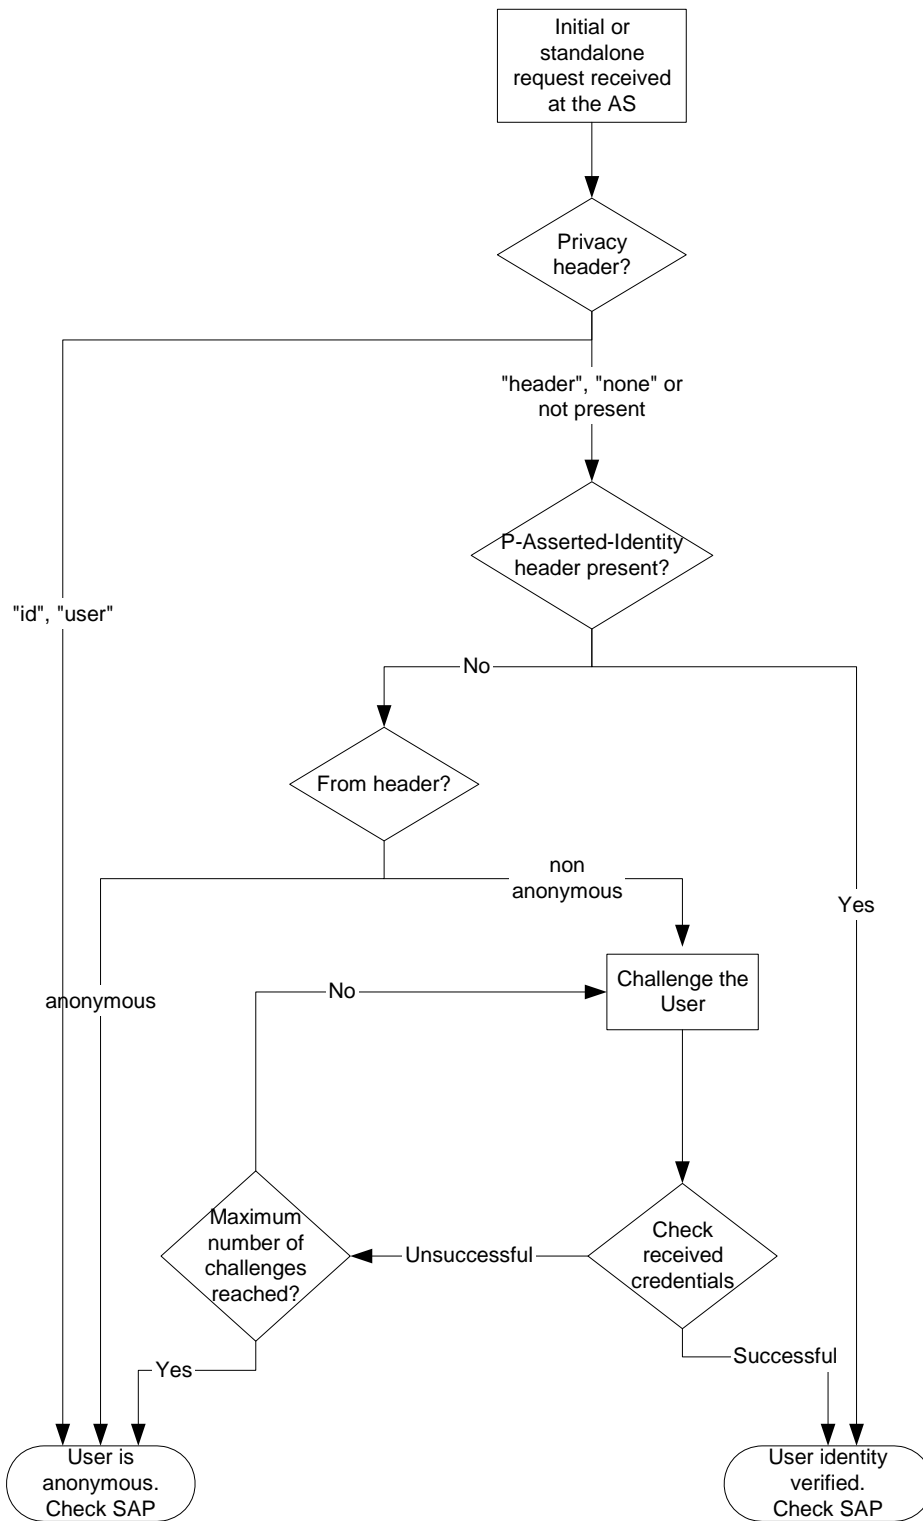 Initial or
standalone
request received
at the AS
Privacy
header?
"header", "none" or
not present
P-Asserted-Identity
header present?
"id", "user"
No
From header?
non
anonymous
Yes
anonymous
No
Challenge the
User
Maximum
number of
challenges
reached?
Unsuccessful
Check
received
credentials
Yes
Successful
User is
anonymous.
Check SAP
User identity
verified.
Check SAP